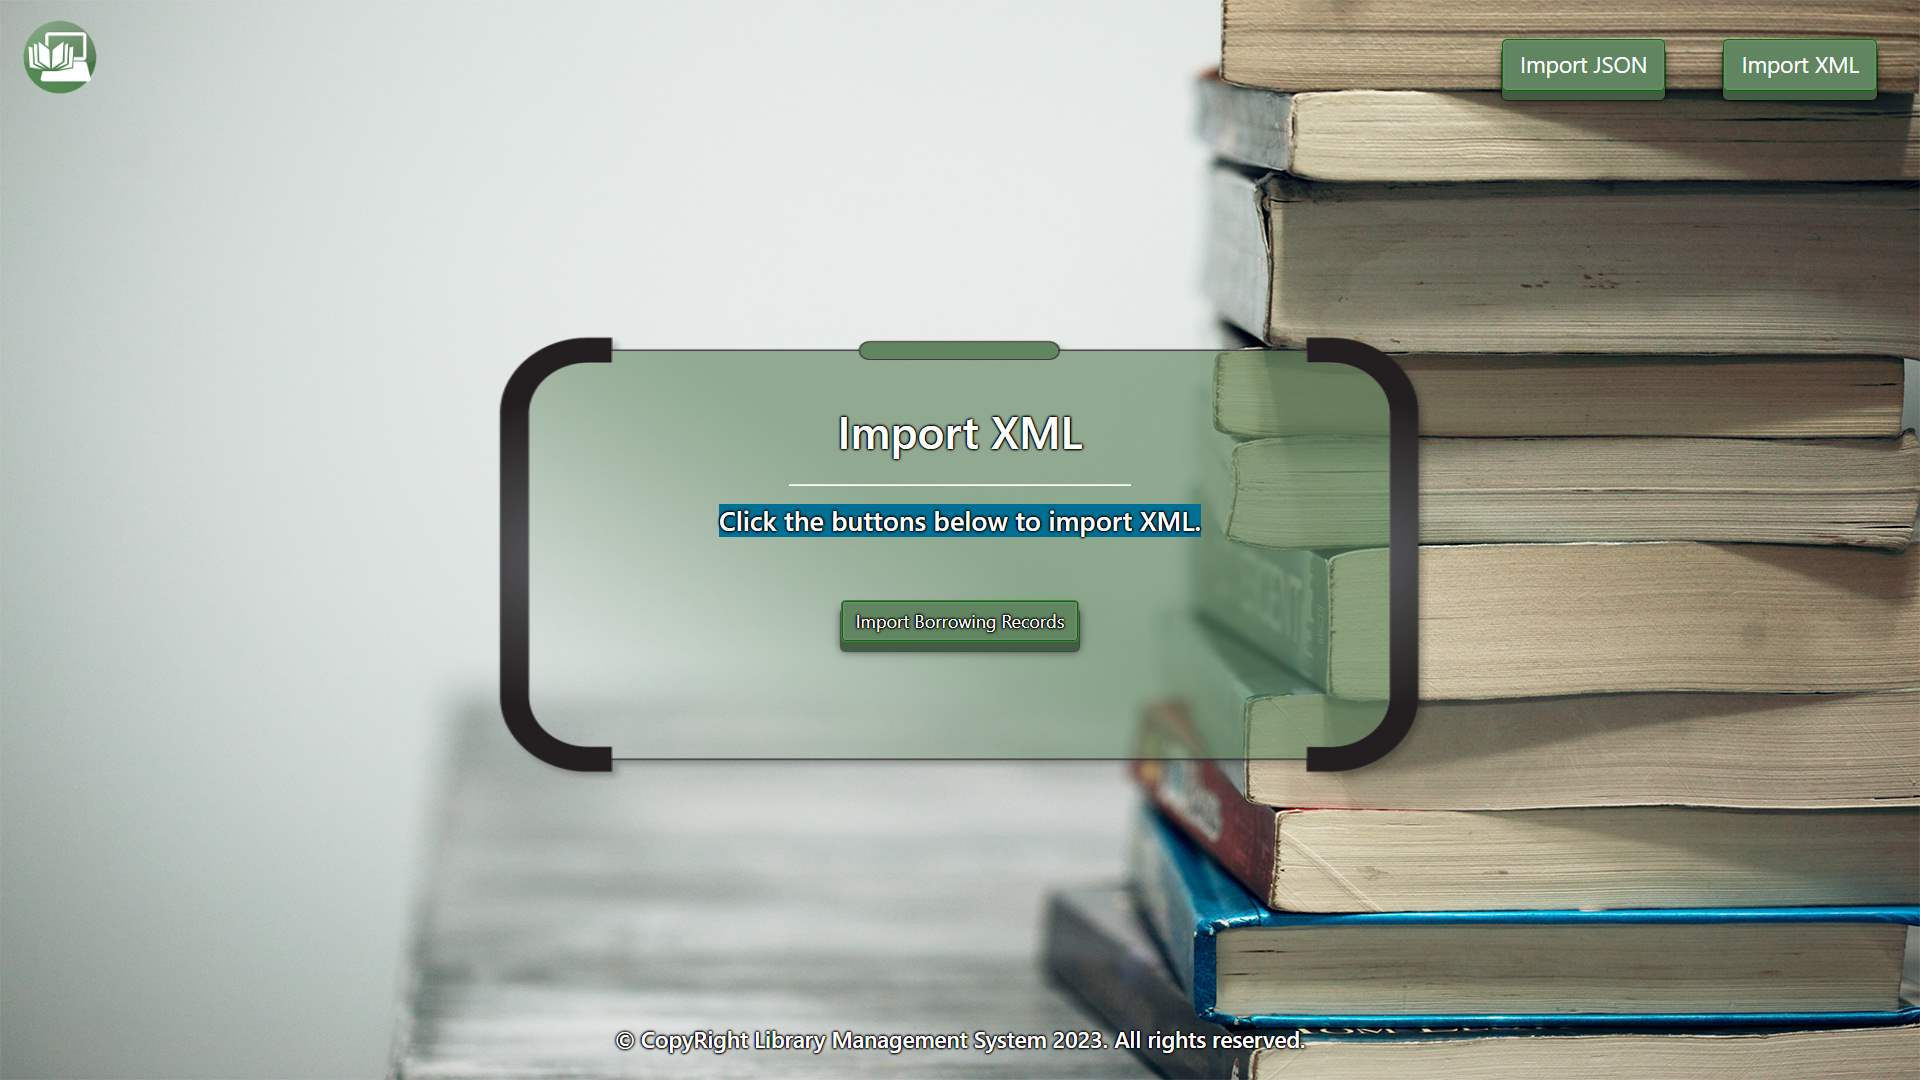 Import JSON
Import XML
Import XML
Click the buttons below to import XML.
Import Borrowing Records
© CopyRight Library Management System 2023. All rights reserved.